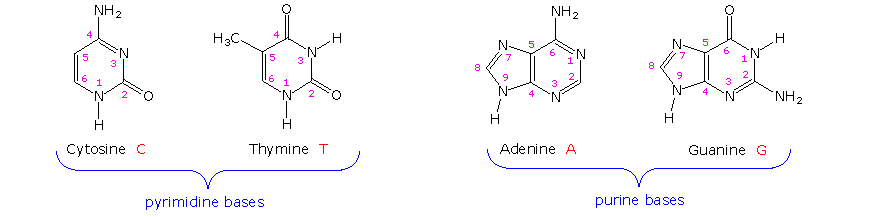 NH₂
4
5
N
3
6
1
N
2
O
H
Cytosine C
O
4
H₃C
N
H
3
5
6
1
N
2
O
H
Thymine T
pyrimidine bases
NH₂
N
5
6
N
7
1
8
9
2
N
4
3
N
H
Adenine A
O
H
N
5
6
N
7
1
8
9
2
N
4
3
N
NH₂
H
Guanine G
purine bases